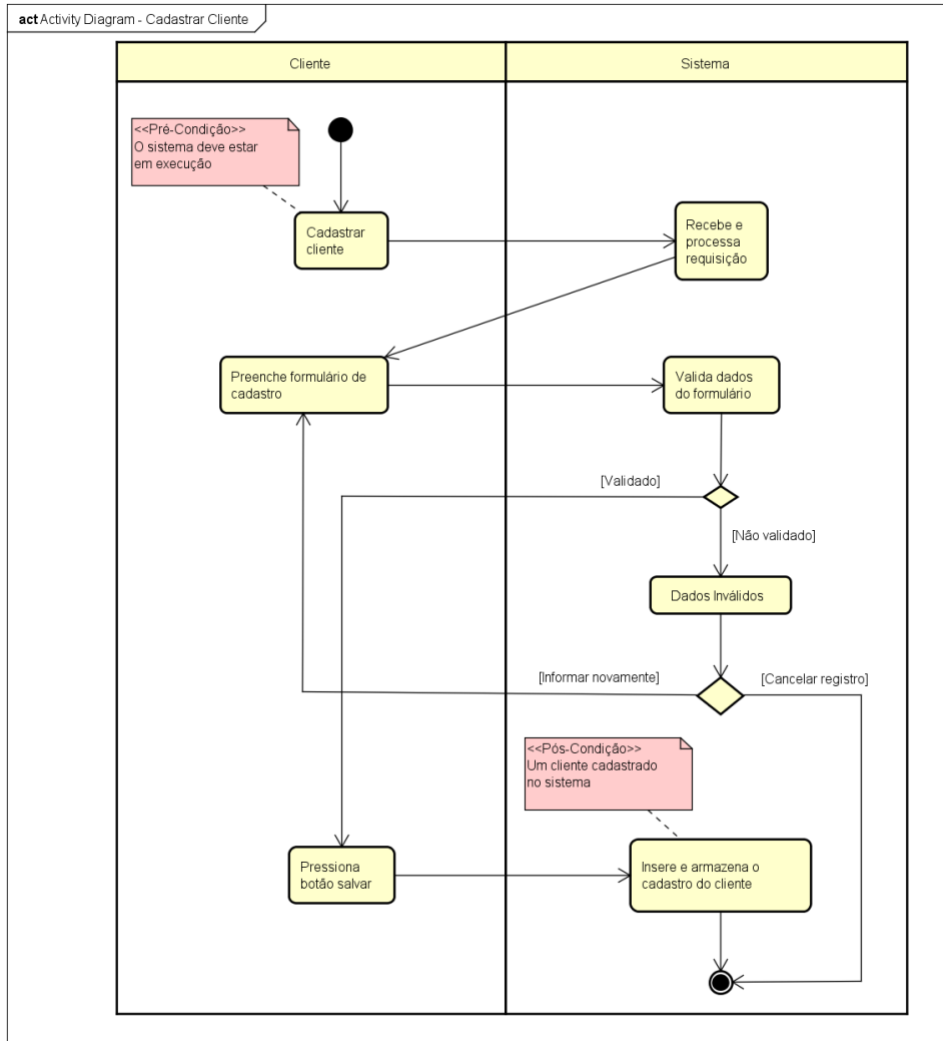 act Activity Diagram - Cadastrar Cliente
Cliente
Sistema
<<Pré-Condição>>
O sistema deve estar
em execução
Cadastrar
cliente
Recebe e
processa
requisição
Preenche formulário de
cadastro
Valida dados
do formulário
[Validado]
[Não validado]
Dados Inválidos
[Informar novamente]
[Cancelar registro]
<<Pós-Condição>>
Um cliente cadastrado
no sistema
Pressiona
botão salvar
Insere e armazena o
cadastro do cliente